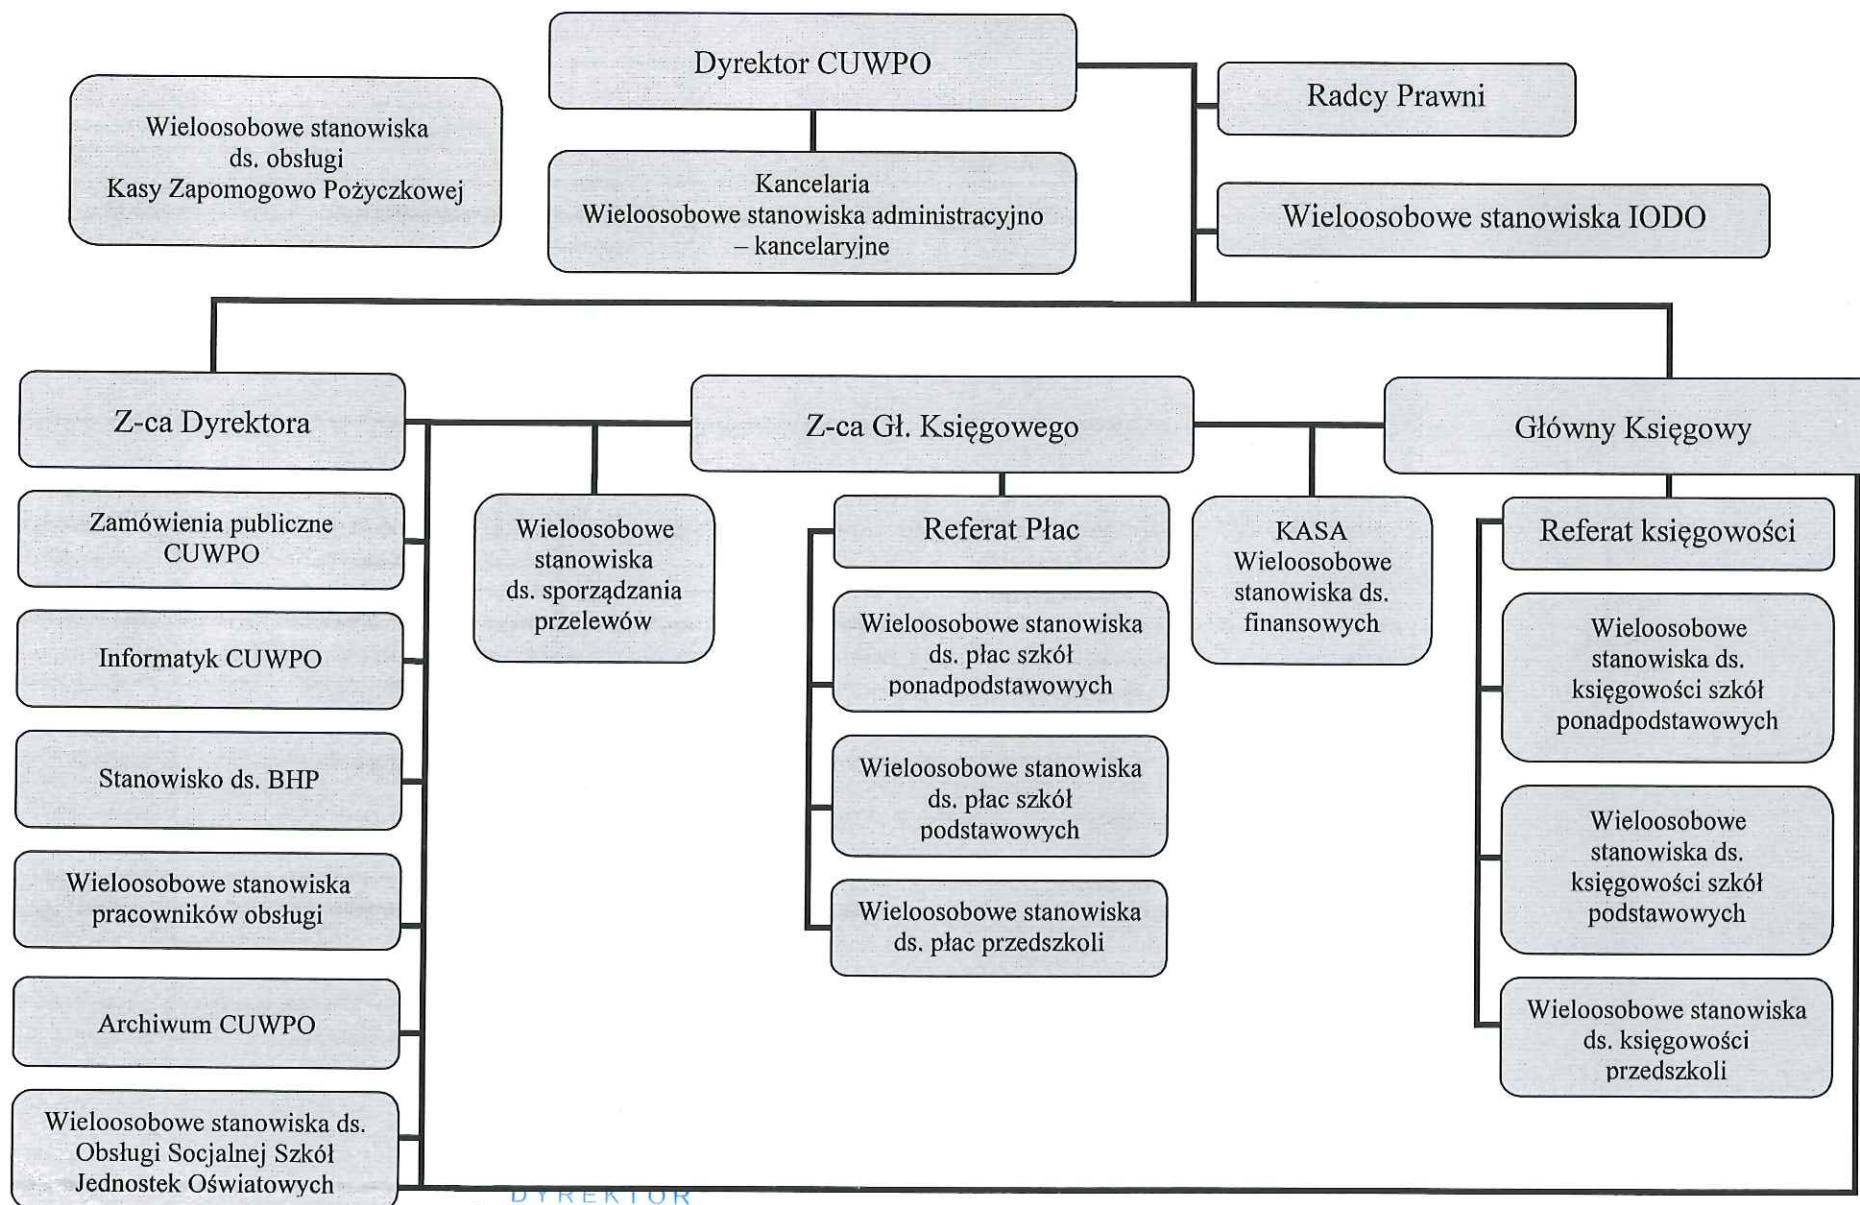 Dyrektor CUWPO
Radcy Prawni
Wieloosobowe stanowiska
ds. obsługi
Kasy Zapomogowo Pożyczkowej
Kancelaria
Wieloosobowe stanowiska administracyjno
– kancelaryjne
Wieloosobowe stanowiska IODO
Z-ca Dyrektora
Z-ca Gł. Księgowego
Główny Księgowy
Zamówienia publiczne
CUWPO
Informatyk CUWPO
Stanowisko ds. BHP
Wieloosobowe stanowiska
pracowników obsługi
Archiwum CUWPO
Wieloosobowe stanowiska ds.
Obsługi Socjalnej Szkół
Jednostek Oświatowych
Wieloosobowe
stanowiska
ds. sporządzania
przelewów
Referat Płac
Wieloosobowe stanowiska
ds. płac szkół
ponadpodstawowych
Wieloosobowe stanowiska
ds. płac szkół
podstawowych
Wieloosobowe stanowiska
ds. płac przedszkoli
KASA
Wieloosobowe
stanowiska ds.
finansowych
Referat księgowości
Wieloosobowe
stanowiska ds.
księgowości szkół
ponadpodstawowych
Wieloosobowe
stanowiska ds.
księgowości szkół
podstawowych
Wieloosobowe stanowiska
ds. księgowości
przedszkoli
DYREKTOR